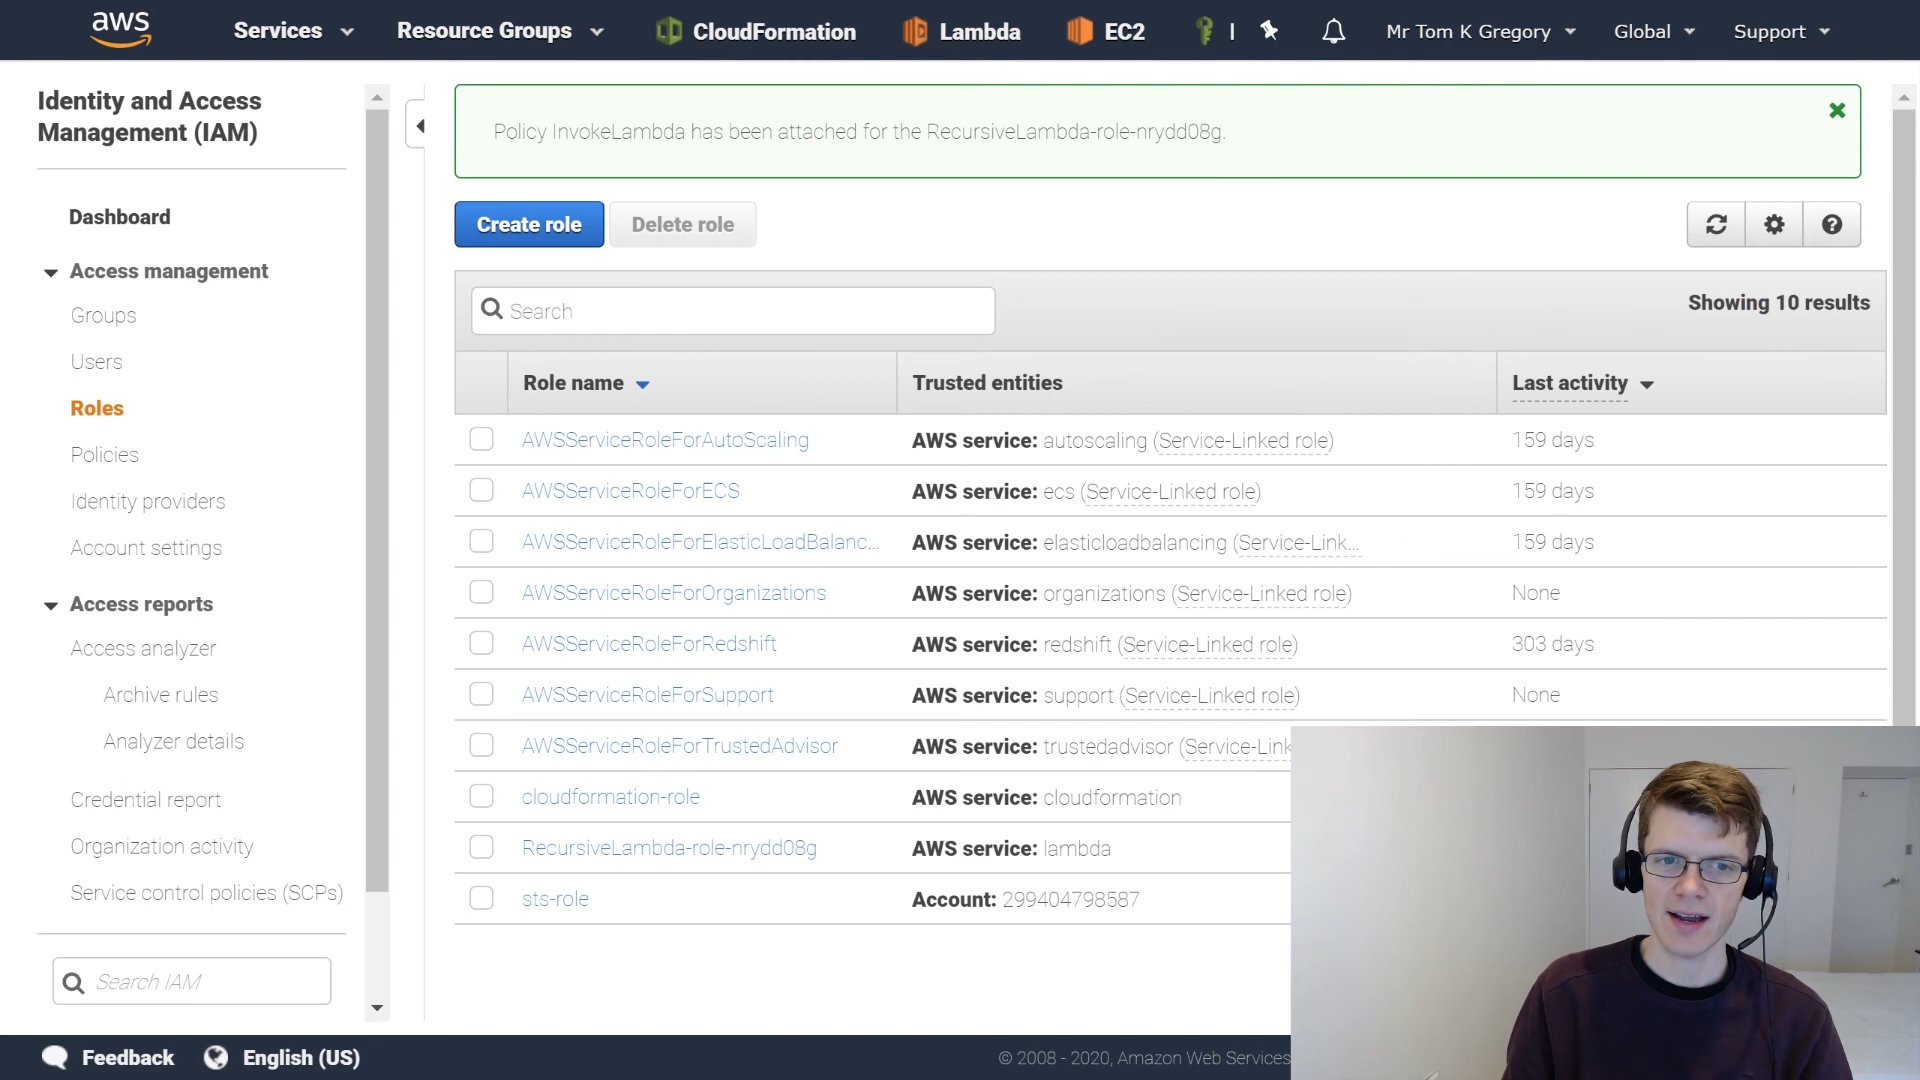 aws
Services
Resource Groups
CloudFormation
Lambda
EC2
I
Mr Tom K Gregory
Global
Support
Identity and Access
Management (IAM)
Dashboard
Access management
Groups
Users
Roles
Policies
Identity providers
Account settings
Access reports
Access analyzer
Archive rules
Analyzer details
Credential report
Organization activity
Service control policies (SCPs)
Search IAM
Policy InvokeLambda has been attached for the RecursiveLambda-role-nrydd08g.
Create role
Delete role
Search
Showing 10 results
Role name
Trusted entities
Last activity
AWSServiceRoleForAutoScaling
AWS service: autoscaling (Service-Linked role)
159 days
AWSServiceRoleForECS
AWS service: ecs (Service-Linked role)
159 days
AWSServiceRoleForElasticLoadBalanc...
AWS service: elasticloadbalancing (Service-Link...
159 days
AWSServiceRoleForOrganizations
AWS service: organizations (Service-Linked role)
None
AWSServiceRoleForRedshift
AWS service: redshift (Service-Linked role)
303 days
AWSServiceRoleForSupport
AWS service: support (Service-Linked role)
None
AWSServiceRoleForTrustedAdvisor
AWS service: trustedadvisor (Service-Link
cloudformation-role
AWS service: cloudformation
RecursiveLambda-role-nrydd08g
AWS service: lambda
sts-role
Account: 299404798587
Feedback
English (US)
© 2008 - 2020, Amazon Web Services